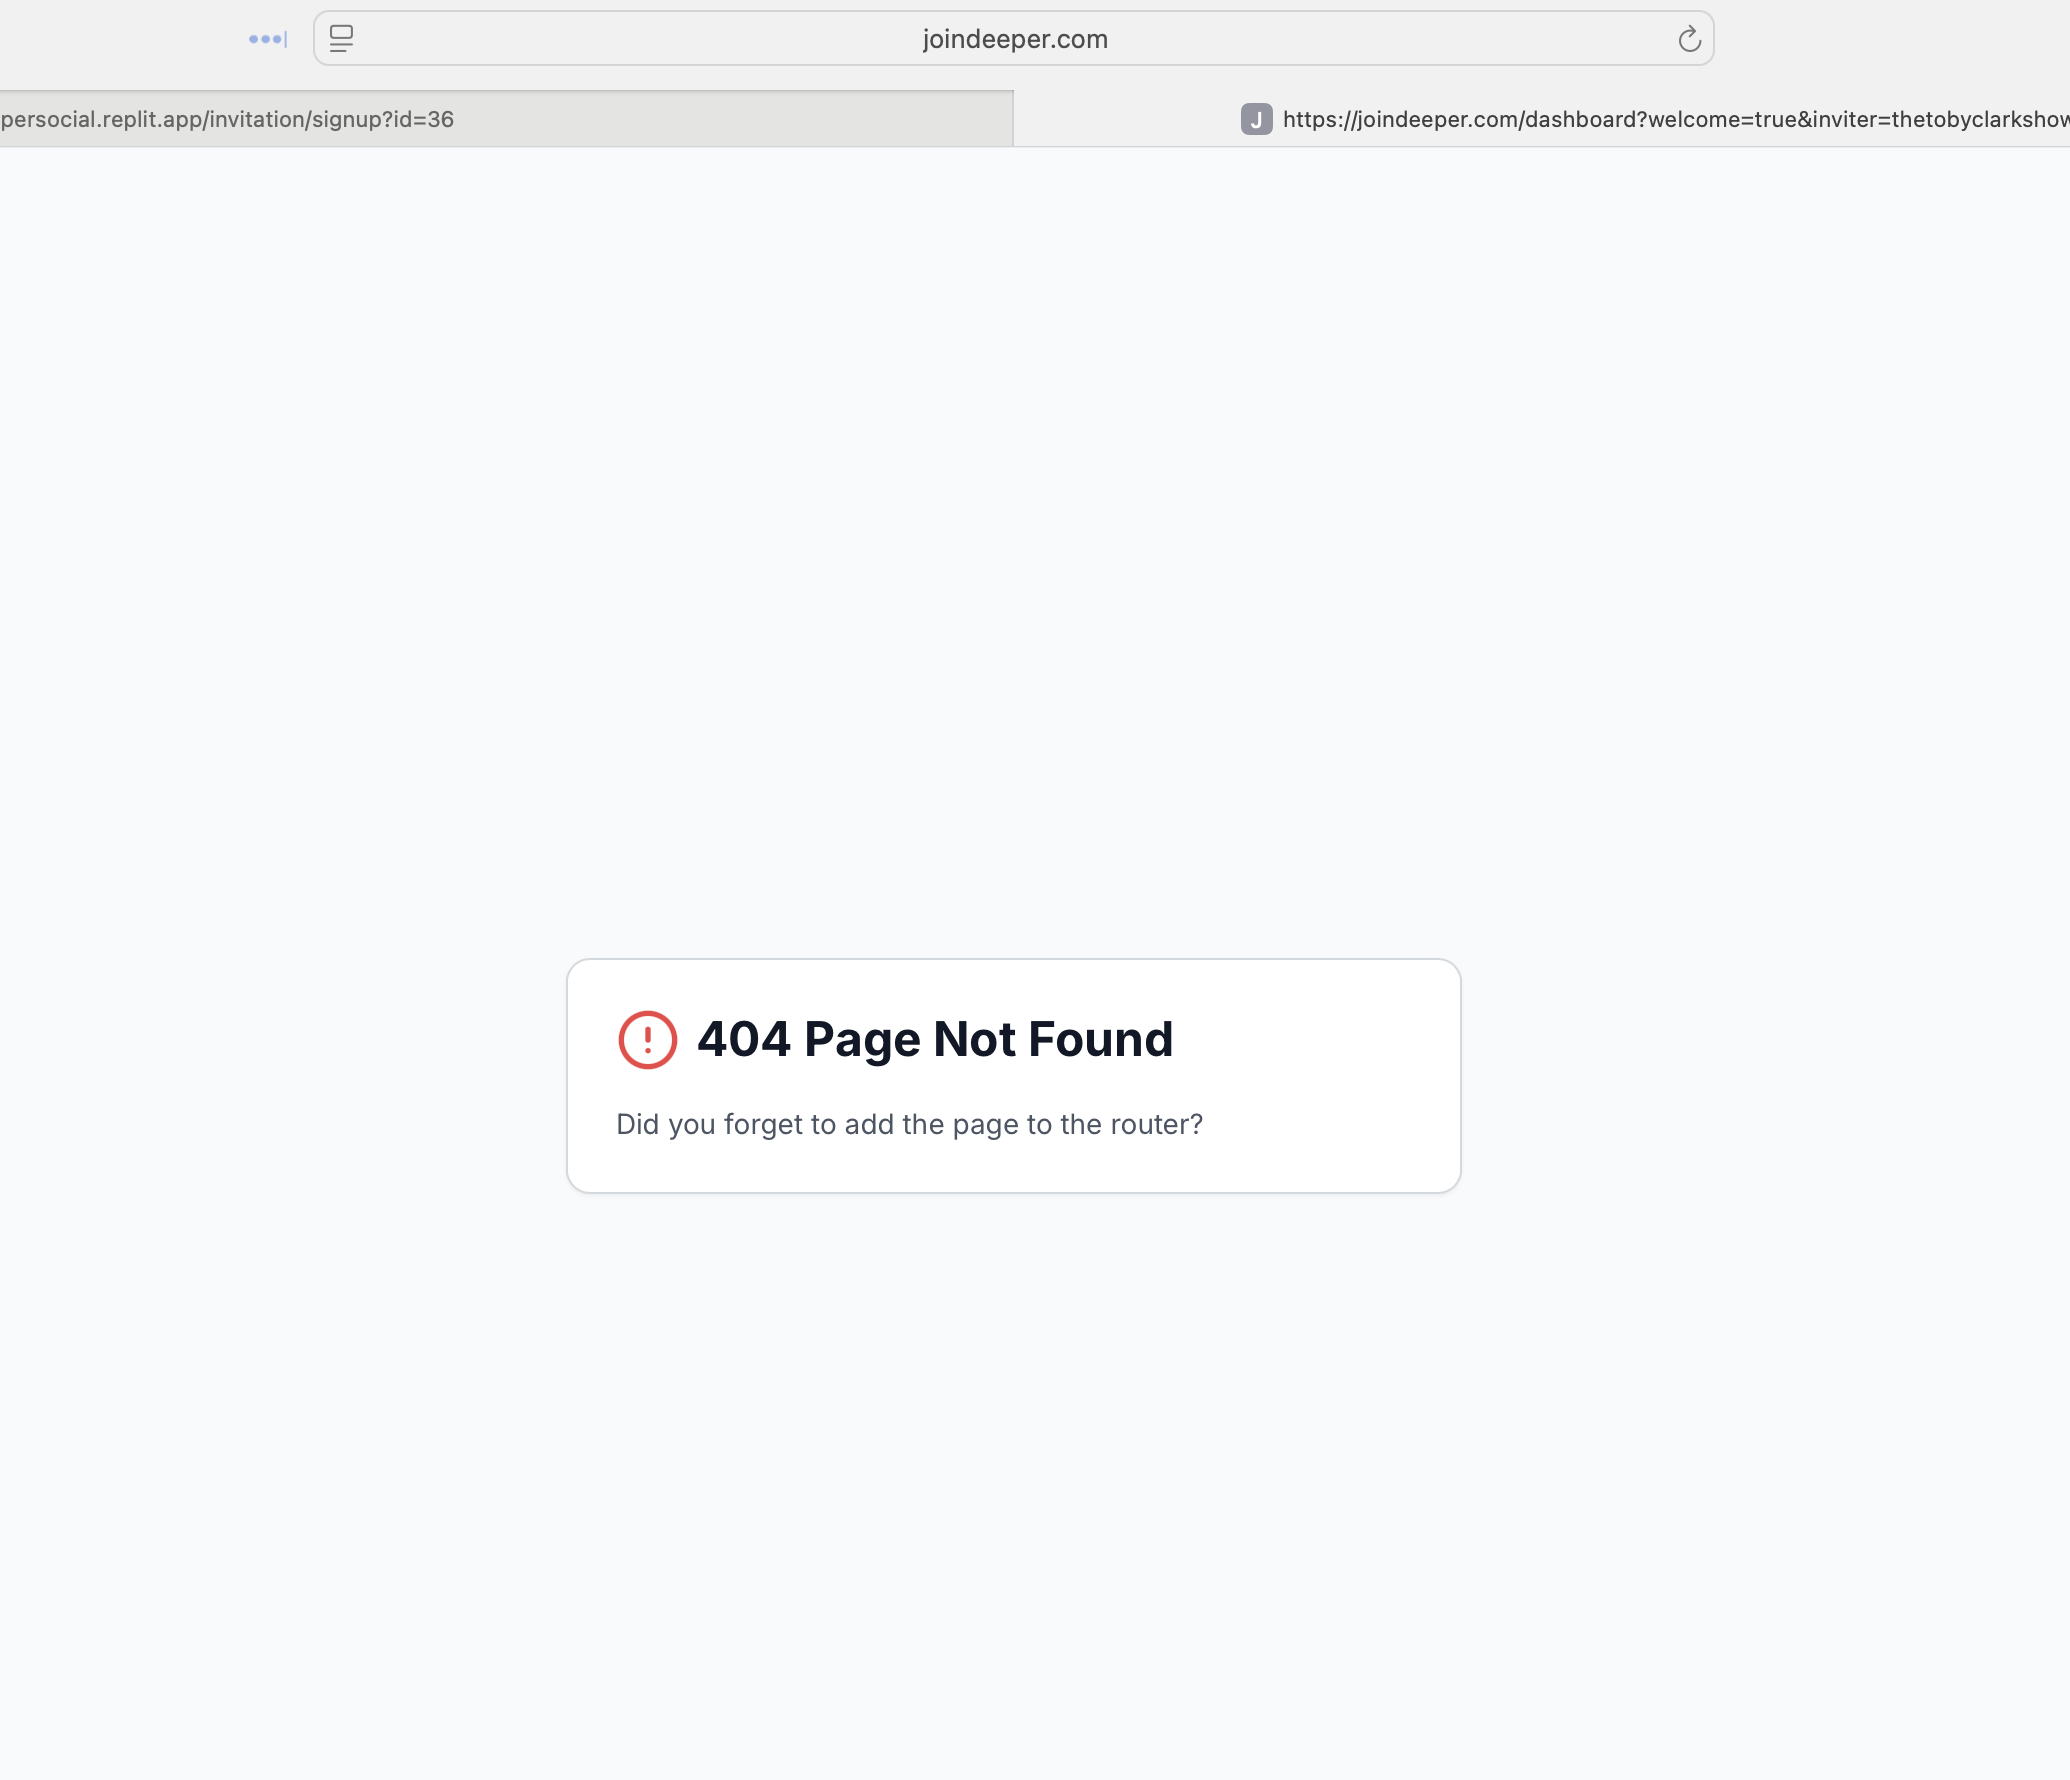 joindeeper.com
persocial.replit.app/invitation/signup?id=36
J https://joindeeper.com/dashboard?welcome=true&inviter=thetobyclarkshow
404 Page Not Found
Did you forget to add the page to the router?